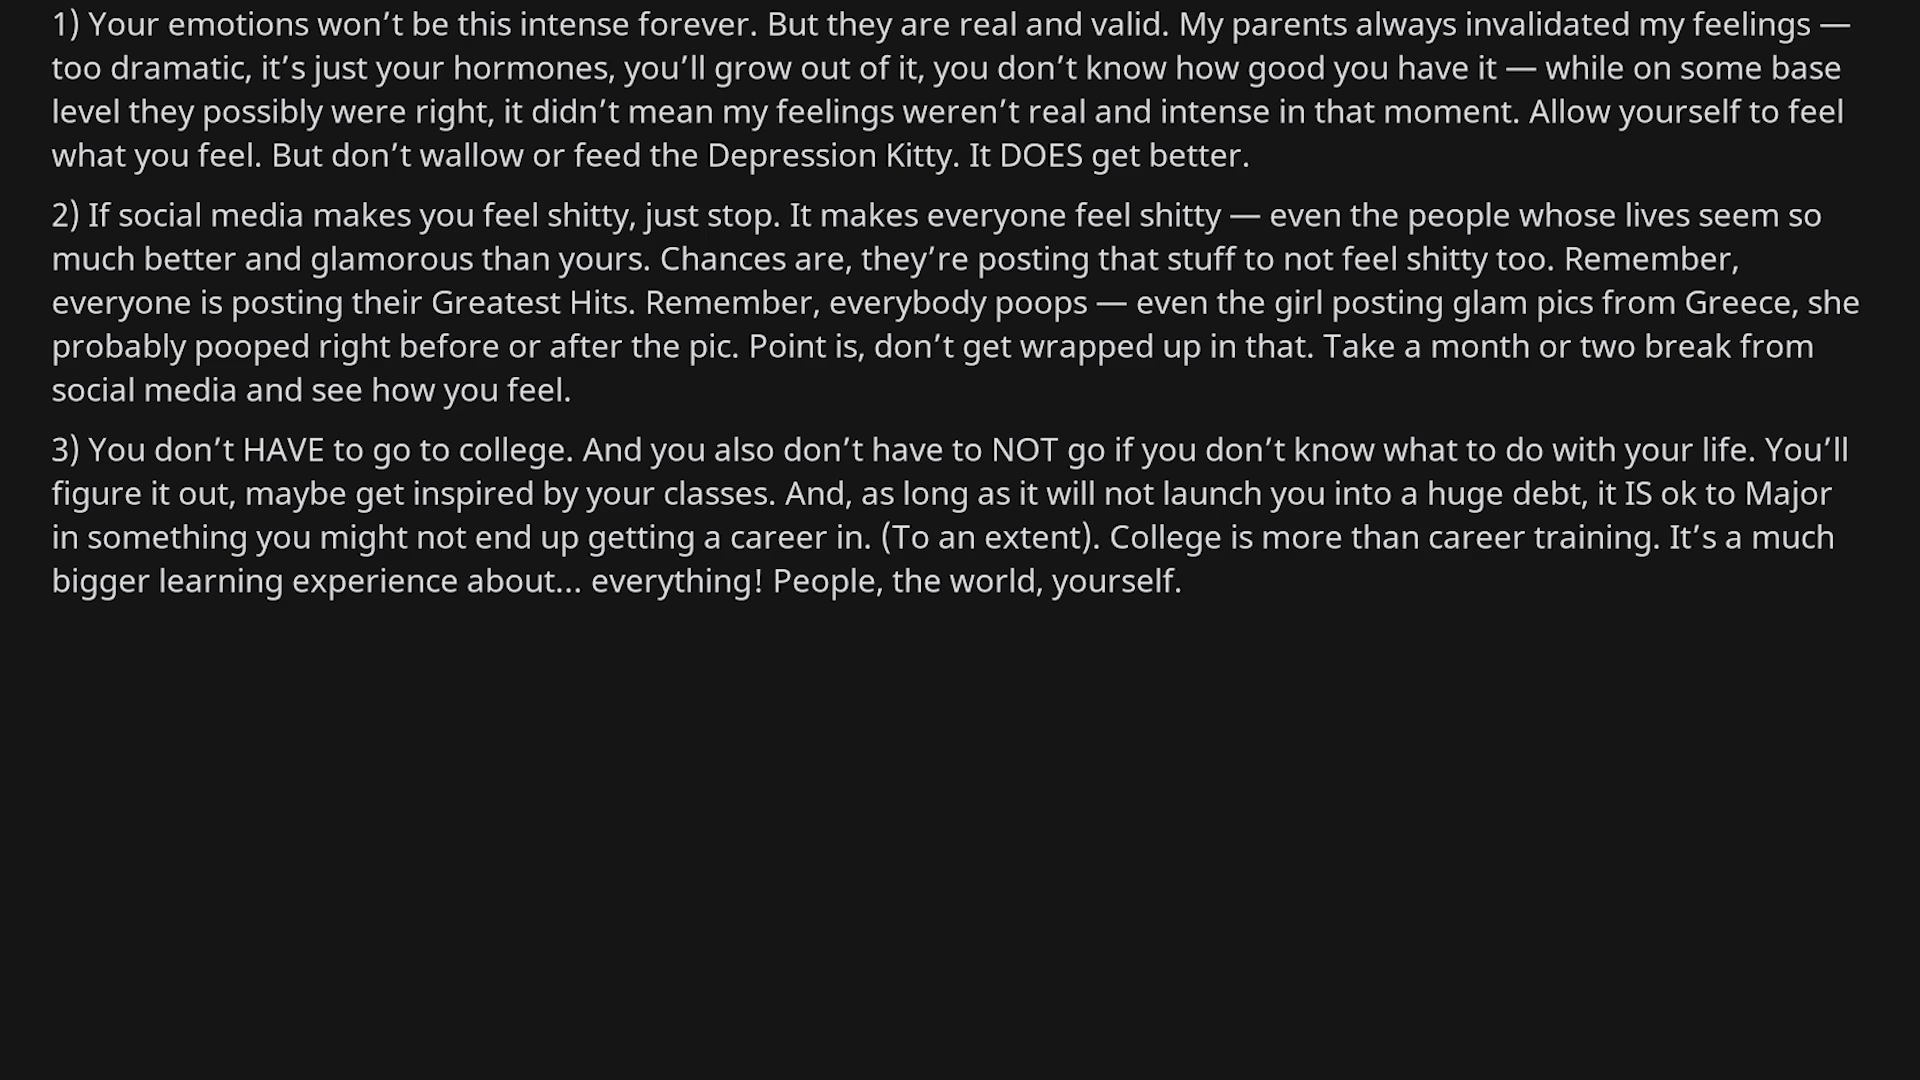 1) Your emotions won’t be this intense forever. But they are real and valid. My parents always invalidated my feelings —
too dramatic, it’s just your hormones, you’ll grow out of it, you don’t know how good you have it — while on some base
level they possibly were right, it didn’t mean my feelings weren’t real and intense in that moment. Allow yourself to feel
what you feel. But don’t wallow or feed the Depression Kitty. It DOES get better.
2) If social media makes you feel shitty, just stop. It makes everyone feel shitty — even the people whose lives seem so
much better and glamorous than yours. Chances are, they’re posting that stuff to not feel shitty too. Remember,
everyone is posting their Greatest Hits. Remember, everybody poops — even the girl posting glam pics from Greece, she
probably pooped right before or after the pic. Point is, don’t get wrapped up in that. Take a month or two break from
social media and see how you feel.
3) You don’t HAVE to go to college. And you also don’t have to NOT go if you don’t know what to do with your life. You’ll
figure it out, maybe get inspired by your classes. And, as long as it will not launch you into a huge debt, it IS ok to Major
in something you might not end up getting a career in. (To an extent). College is more than career training. It’s a much
bigger learning experience about... everything! People, the world, yourself.